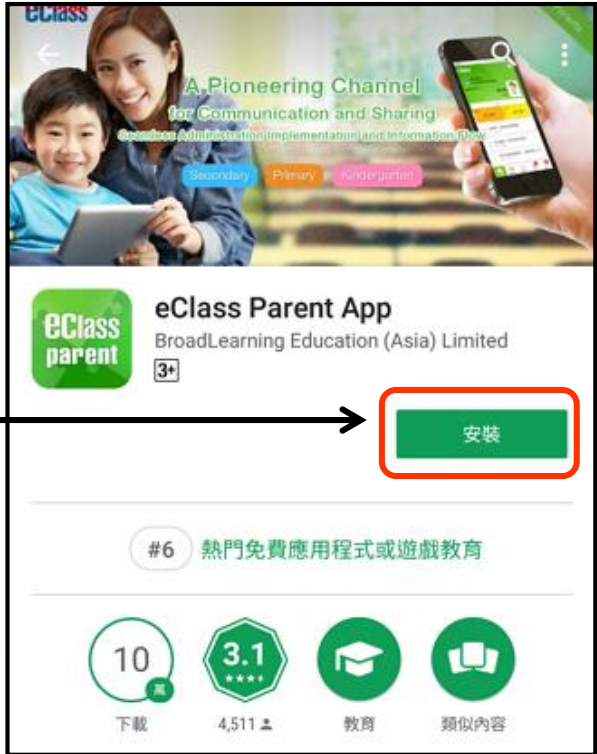 eClass
Parents
A Pioneering Channel
for Communication and Sharing
Seamless Administration Implementation and Information Flow
Secondary Primary Kindergarten
eClass
parent
eClass Parent App
BroadLearning Education (Asia) Limited
3+
安裝
#6 熱門免費應用程式或遊戲教育
10
萬
3.1
下載 4,511 教育 類似內容